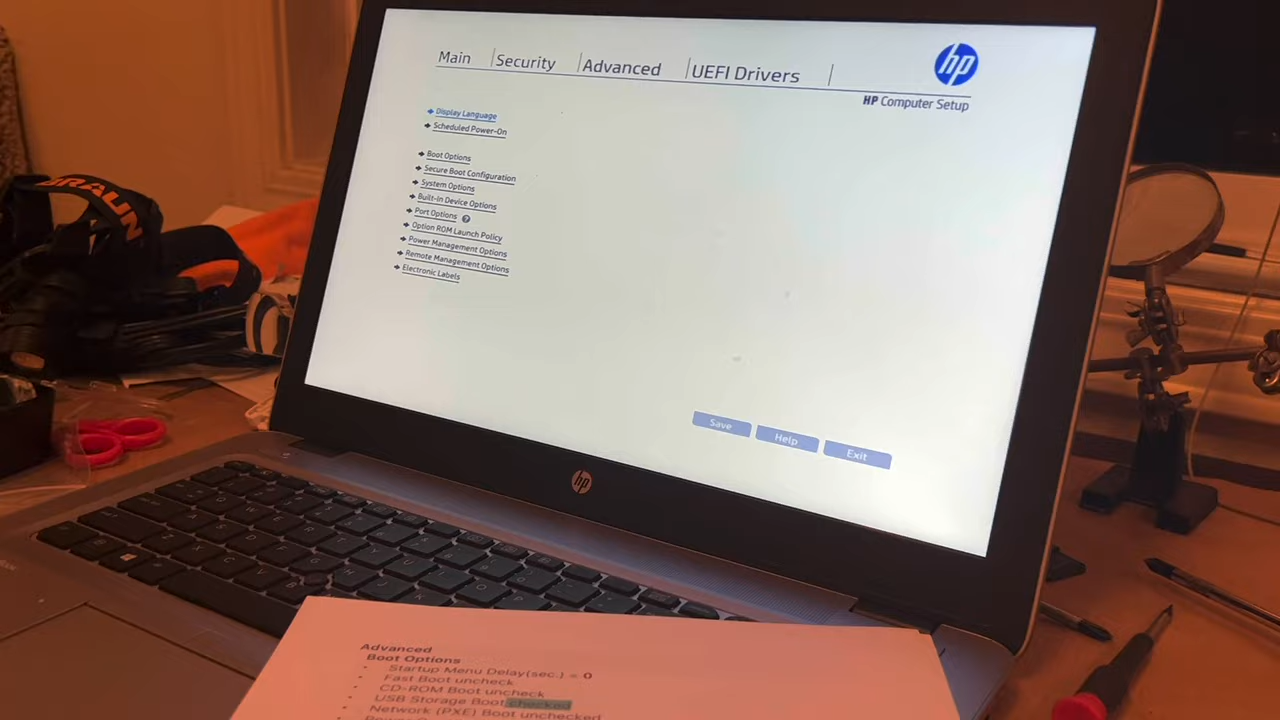 Main Security Advanced UEFI Drivers
hp
HP Computer Setup
Display Language
Scheduled Power-On
Boot Options
Secure Boot Configuration
System Options
Built-in Device Options
Port Options ?
Option ROM Launch Policy
Power Management Options
Remote Management Options
Electronic Labels
Save Help Exit
hp
BRAUN
Advanced
Boot Options
- Startup Menu Delay(sec.) = 0
- Fast Boot uncheck
- CD-ROM Boot uncheck
- USB Storage Boot checked
- Network (PXE) Boot unchecked